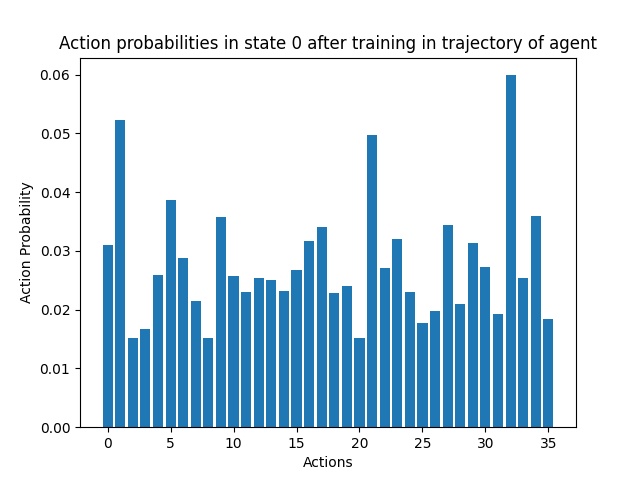 Action probabilities in state 0 after training in trajectory of agent
0.06
0.05
0.04
0.03
0.02
0.01
0.00
Action Probability
0 5 10 15 20 25 30 35
Actions